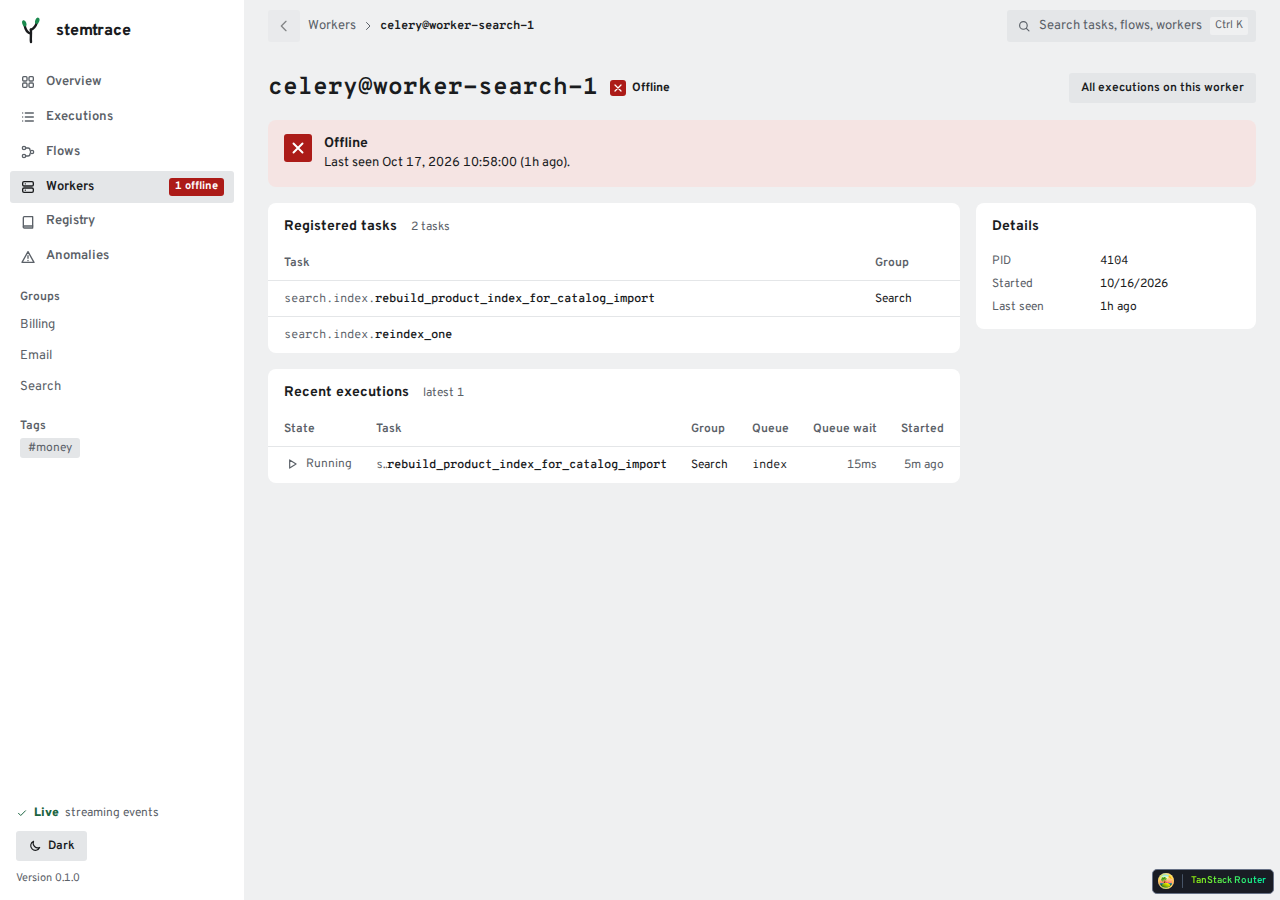 stemtrace
Overview
Executions
Flows
Workers 1 offline
Registry
Anomalies
Groups
Billing
Email
Search
Tags
#money
Live streaming events
Dark
Version 0.1.0
Workers celery@worker-search-1
Search tasks, flows, workers Ctrl K
celery@worker-search-1 Offline
All executions on this worker
Offline
Last seen Oct 17, 2026 10:58:00 (1h ago).
Registered tasks 2 tasks
Task Group
search.index.rebuild_product_index_for_catalog_import Search
search.index.reindex_one
Recent executions latest 1
State Task Group Queue Queue wait Started
Running s…rebuild_product_index_for_catalog_import Search index 15ms 5m ago
Details
PID 4104
Started 10/16/2026
Last seen 1h ago
TanStack Router